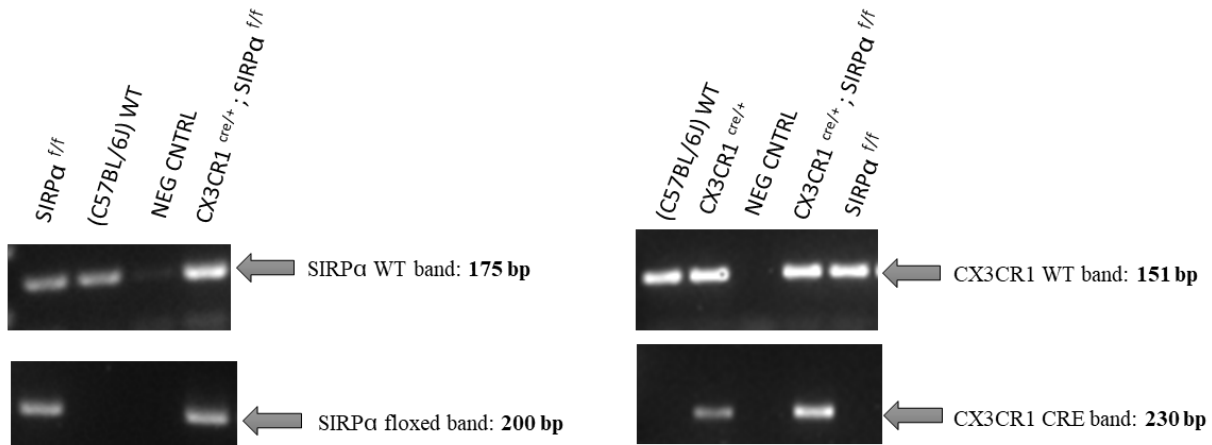 SIRPα f/f
(C57BL/6J) WT
NEG CNTRL
CX3CR1 cre/+ ; SIRPα f/f
SIRPα WT band: 175 bp
SIRPα floxed band: 200 bp
(C57BL/6J) WT
CX3CR1 cre/+
NEG CNTRL
CX3CR1 cre/+ ; SIRPα f/f
SIRPα f/f
CX3CR1 WT band: 151 bp
CX3CR1 CRE band: 230 bp